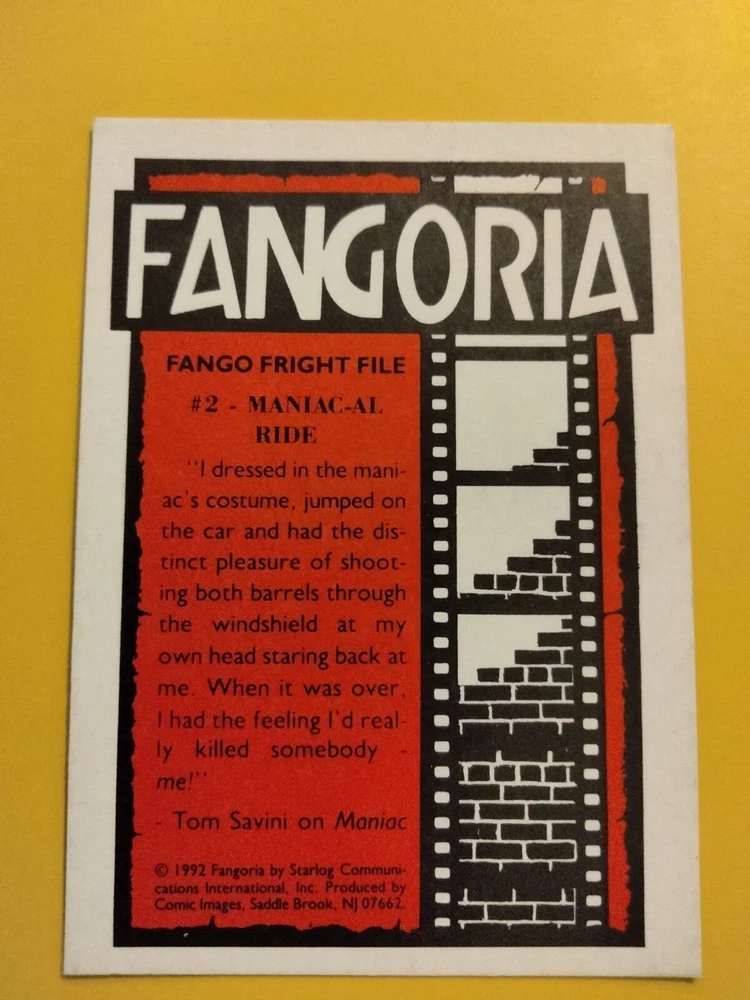 FANGORIA
FANGO FRIGHT FILE
#2 - MANIAC-AL
RIDE
"I dressed in the mani-
ac's costume, jumped on
the car and had the dis-
tinct pleasure of shoot-
ing both barrels through
the windshield at my
own head staring back at
me. When it was over,
I had the feeling I'd real-
ly killed somebody -
me!"
- Tom Savini on Maniac
© 1992 Fangoria by Starlog Communi-
cations International, Inc. Produced by
Comic Images, Saddle Brook, NJ 07662.